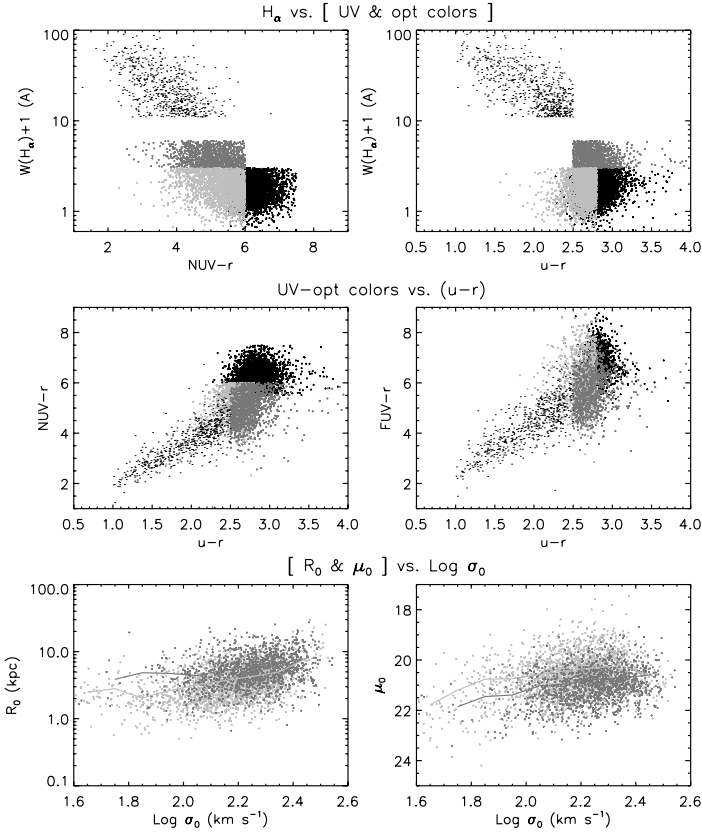 Hα vs. [ UV & opt colors ]
100
10
1
W(Hα)+1 (A)
2 4 6 8
NUV−r
100
10
1
W(Hα)+1 (A)
0.5 1.0 1.5 2.0 2.5 3.0 3.5 4.0
u−r
UV−opt colors vs. (u−r)
8
6
4
2
NUV−r
0.5 1.0 1.5 2.0 2.5 3.0 3.5 4.0
u−r
8
6
4
2
FUV−r
0.5 1.0 1.5 2.0 2.5 3.0 3.5 4.0
u−r
[ R₀ & μ₀ ] vs. Log σ₀
100.0
10.0
1.0
0.1
R₀ (kpc)
1.6 1.8 2.0 2.2 2.4 2.6
Log σ₀ (km s⁻¹)
18
20
22
24
μ₀
1.6 1.8 2.0 2.2 2.4 2.6
Log σ₀ (km s⁻¹)